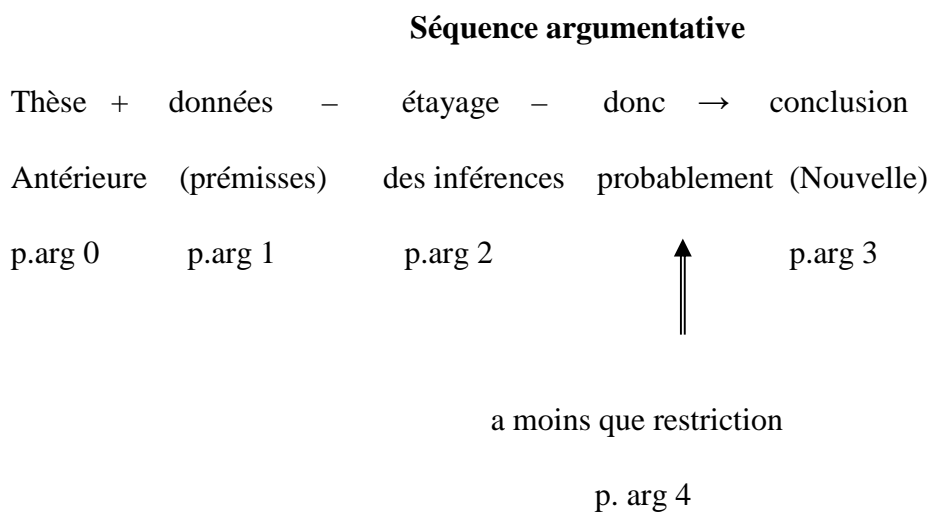 Séquence argumentative
Thèse + données – étayage – donc → conclusion
Antérieure (prémisses) des inférences probablement (Nouvelle)
p.arg 0 p.arg 1 p.arg 2 p.arg 3
a moins que restriction
p. arg 4